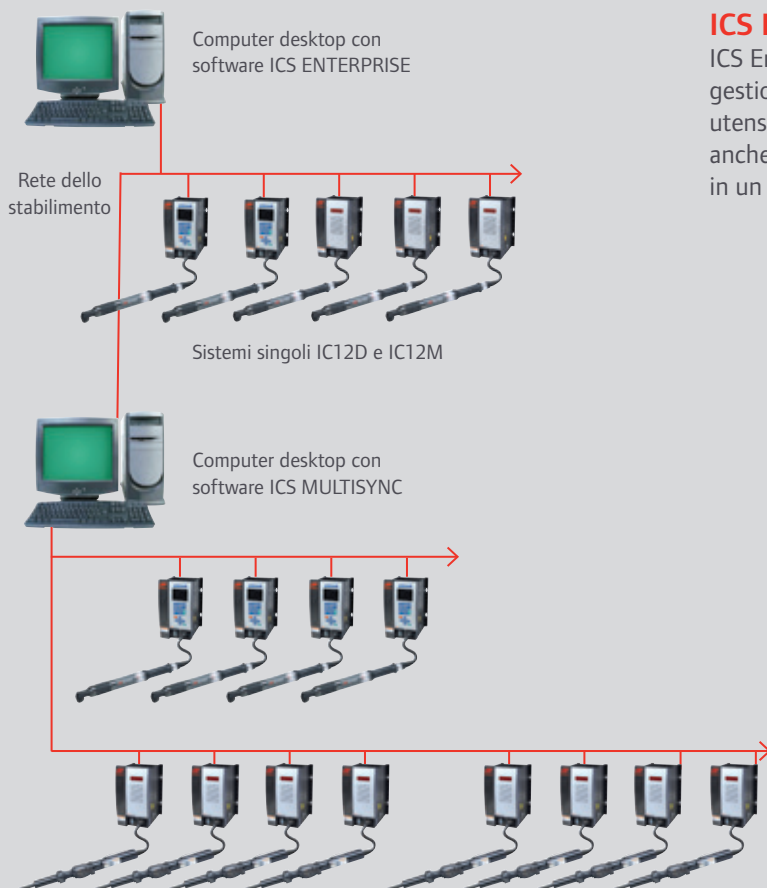 Computer desktop con
software ICS ENTERPRISE
Rete dello
stabilimento
Sistemi singoli IC12D e IC12M
Computer desktop con
software ICS MULTISYNC
ICS
ICS
gestio
utens
anche
in un